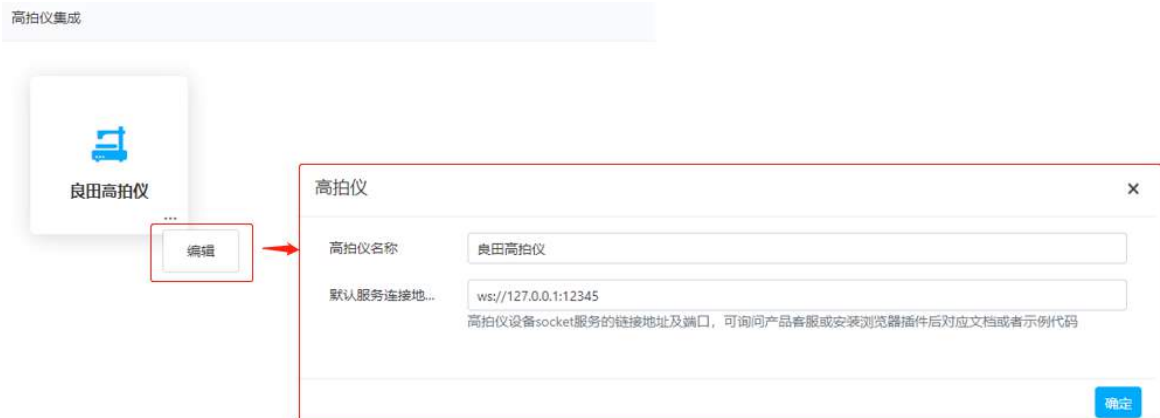 高拍仪集成
良田高拍仪
...
编辑
高拍仪
×
高拍仪名称
良田高拍仪
默认服务连接地...
ws://127.0.0.1:12345
高拍仪设备socket服务的链接地址及端口，可询问产品客服或安装浏览器插件后对应文档或者示例代码
确定